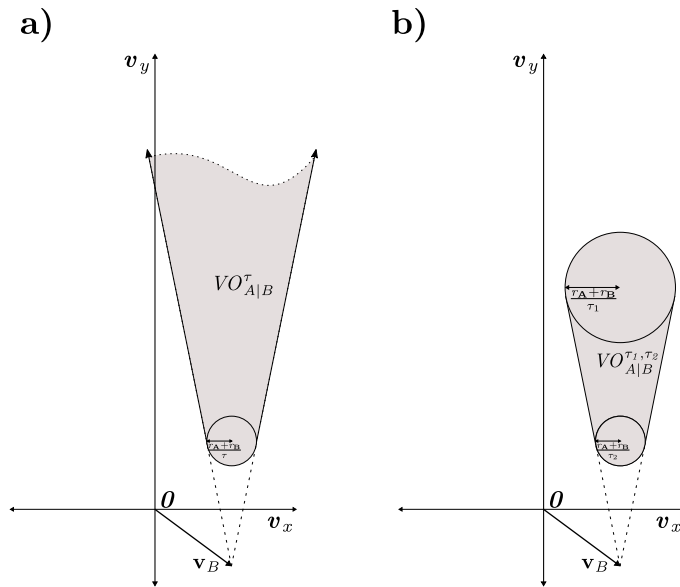 a) b)
v_y v_y
VO^τ_{A|B}
r_A+r_B
τ_1
VO^{τ_1,τ_2}_{A|B}
r_A+r_B
τ
r_A+r_B
τ_2
0 0
v_x v_x
v_B v_B